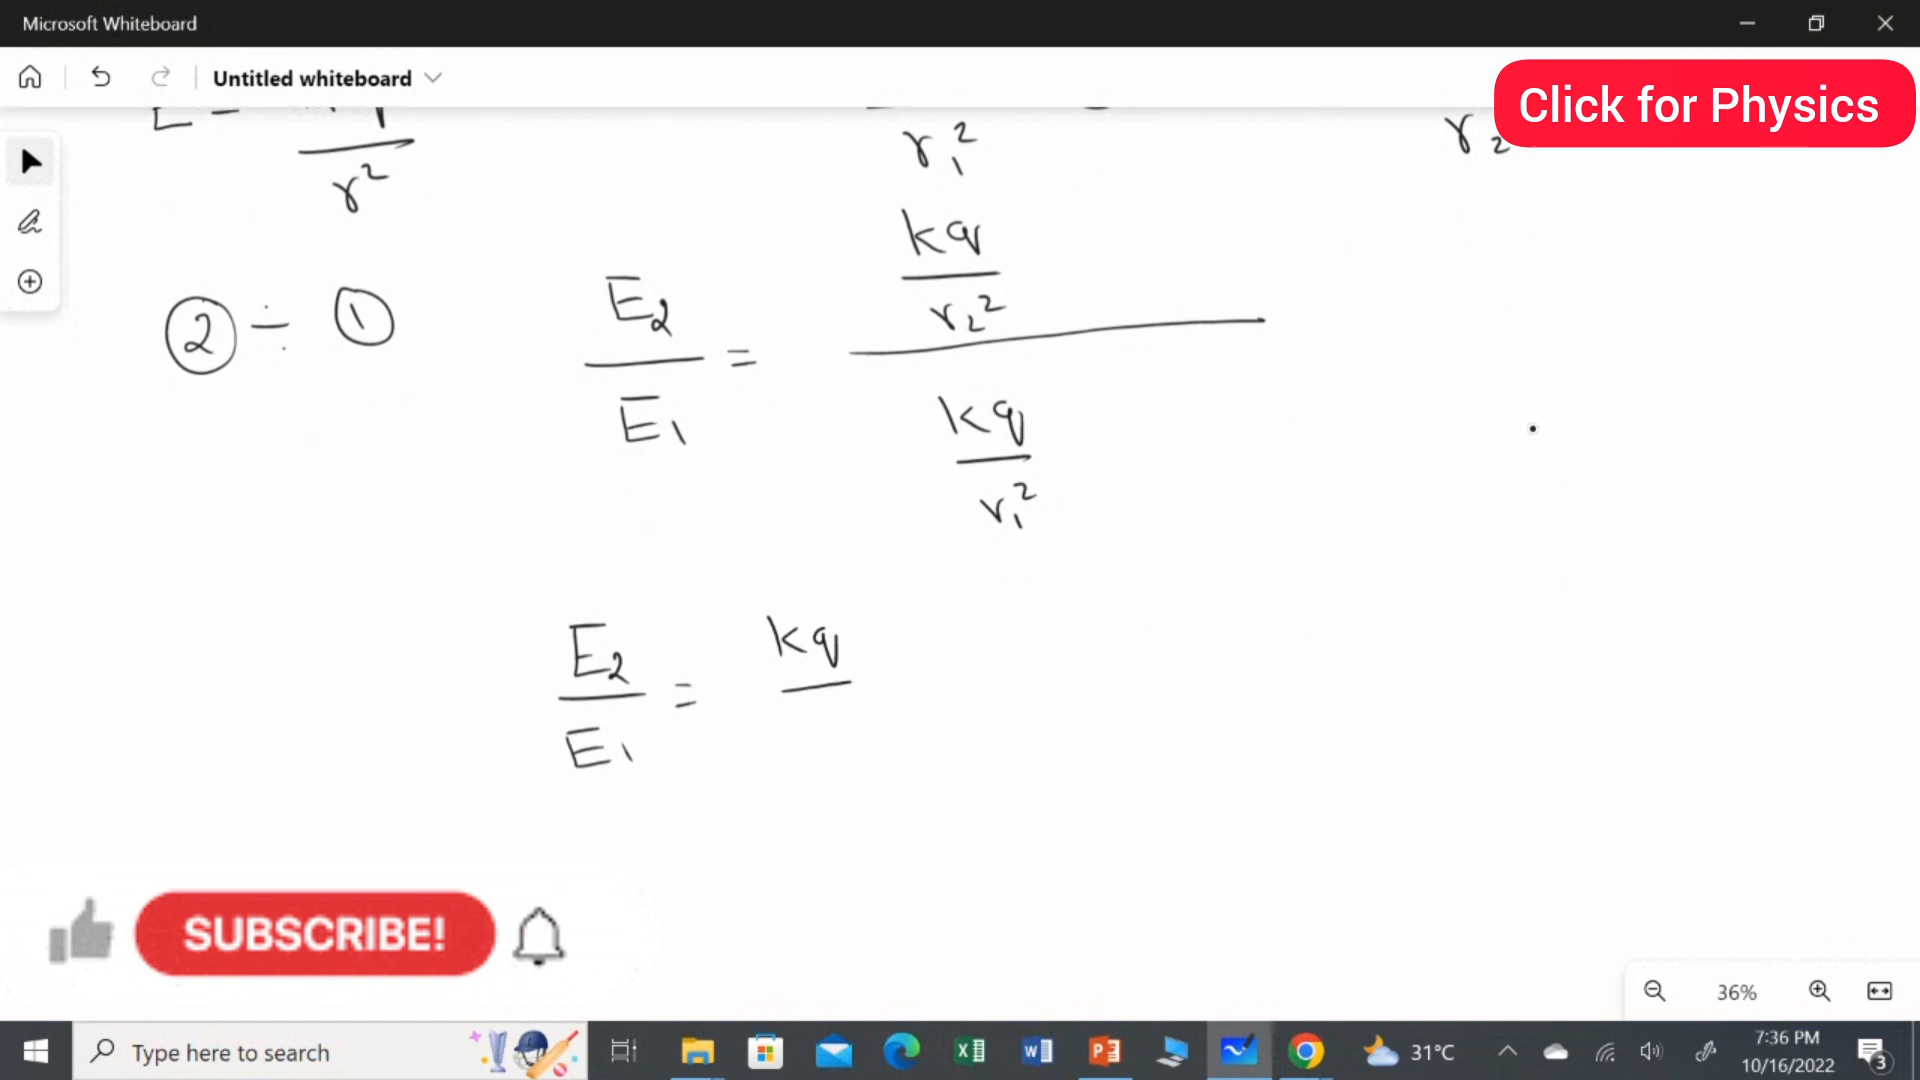 Microsoft Whiteboard
Untitled whiteboard
Click for Physics
E =
r²
r₁²
r₂
② ÷ ①
E₂ / E₁ = (kq / r₂²) / (kq / r₁²)
E₂ / E₁ = kq
SUBSCRIBE!
36%
Type here to search
31°C
7:36 PM
10/16/2022
3